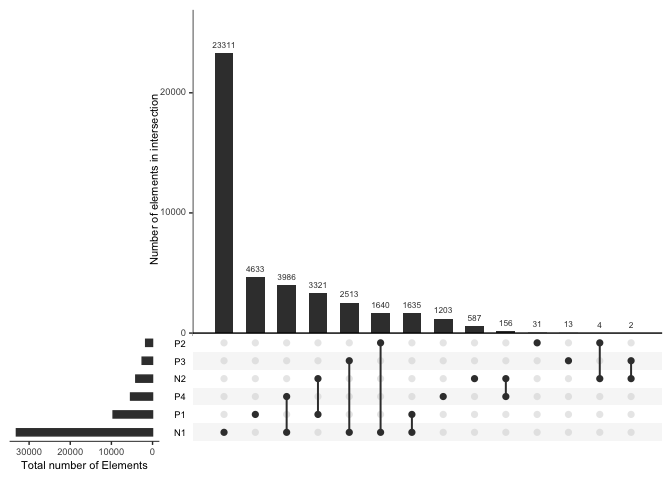 23311
20000
10000
4633
3986
3321
2513
1640
1635
1203
587
156
31
13
4
2
0
Number of elements in intersection
P2
P3
N2
P4
P1
N1
30000
20000
10000
0
Total number of Elements